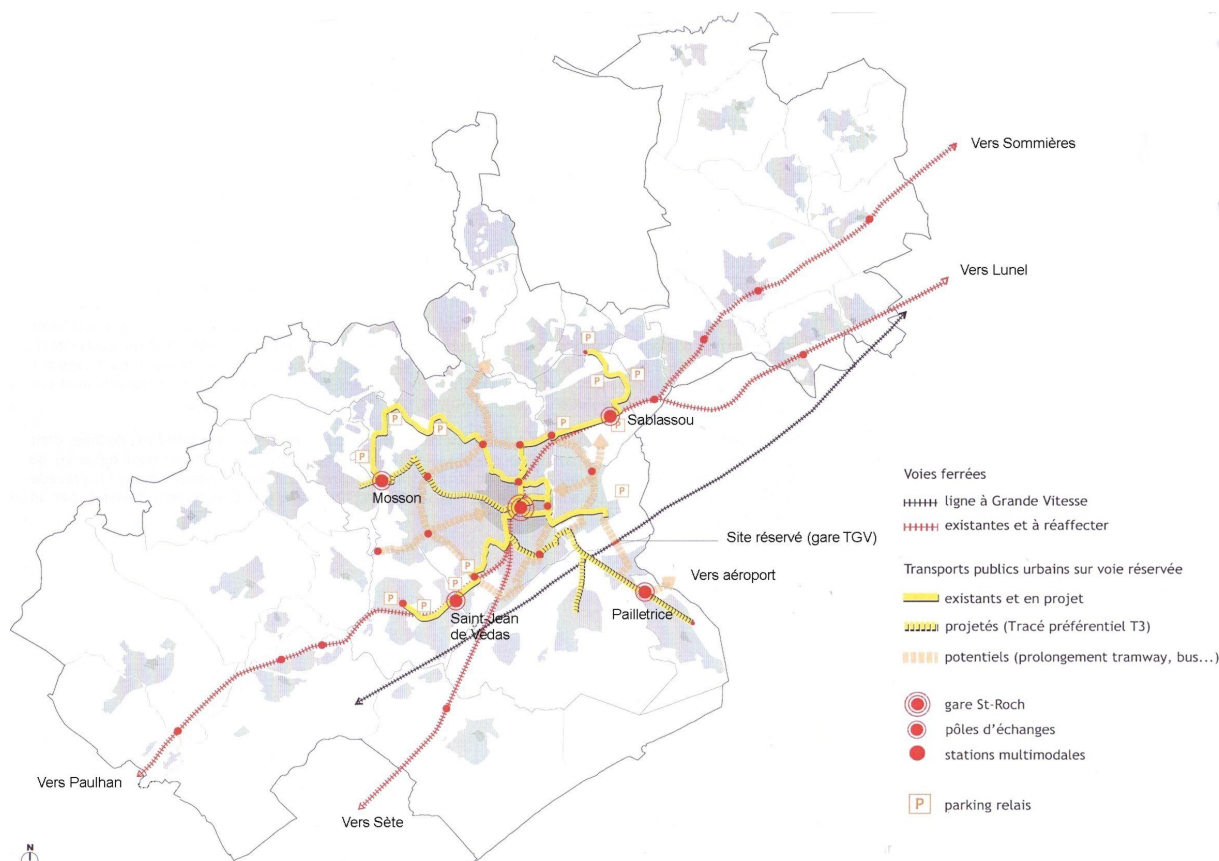 Vers Sommières
Vers Lunel
P
P
P
P
P
Sablassou
P
P
P
P
Mosson
P
Voies ferrées
ligne à Grande Vitesse
existantes et à réaffecter
Site réservé (gare TGV)
Vers aéroport
Transports publics urbains sur voie réservée
existants et en projet
projetés (Tracé préférentiel T3)
potentiels (prolongement tramway, bus...)
P
P
P
P
Saint-Jean
de Védas
Pailletrice
gare St-Roch
pôles d'échanges
stations multimodales
P parking relais
Vers Paulhan
Vers Sète
N